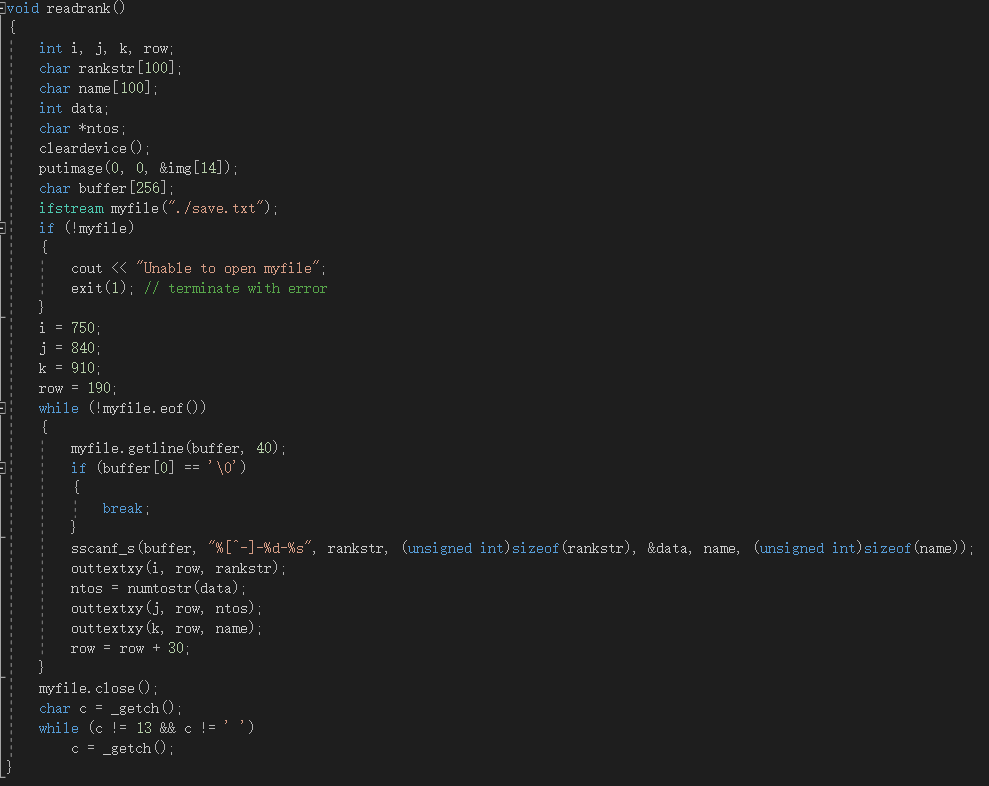 void readrank()
{
int i, j, k, row;
char rankstr[100];
char name[100];
int data;
char *ntos;
cleardevice();
putimage(0, 0, &img[14]);
char buffer[256];
ifstream myfile("./save.txt");
if (!myfile)
{
cout << "Unable to open myfile";
exit(1); // terminate with error
}
i = 750;
j = 840;
k = 910;
row = 190;
while (!myfile.eof())
{
myfile.getline(buffer, 40);
if (buffer[0] == '\0')
{
break;
}
sscanf_s(buffer, "%[^-]-%d-%s", rankstr, (unsigned int)sizeof(rankstr), &data, name, (unsigned int)sizeof(name));
outtextxy(i, row, rankstr);
ntos = numtostr(data);
outtextxy(j, row, ntos);
outtextxy(k, row, name);
row = row + 30;
}
myfile.close();
char c = _getch();
while (c != 13 && c != ' ')
c = _getch();
}